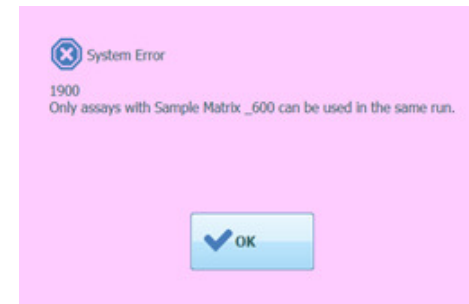 System Error
1900
Only assays with Sample Matrix _600 can be used in the same run.
OK